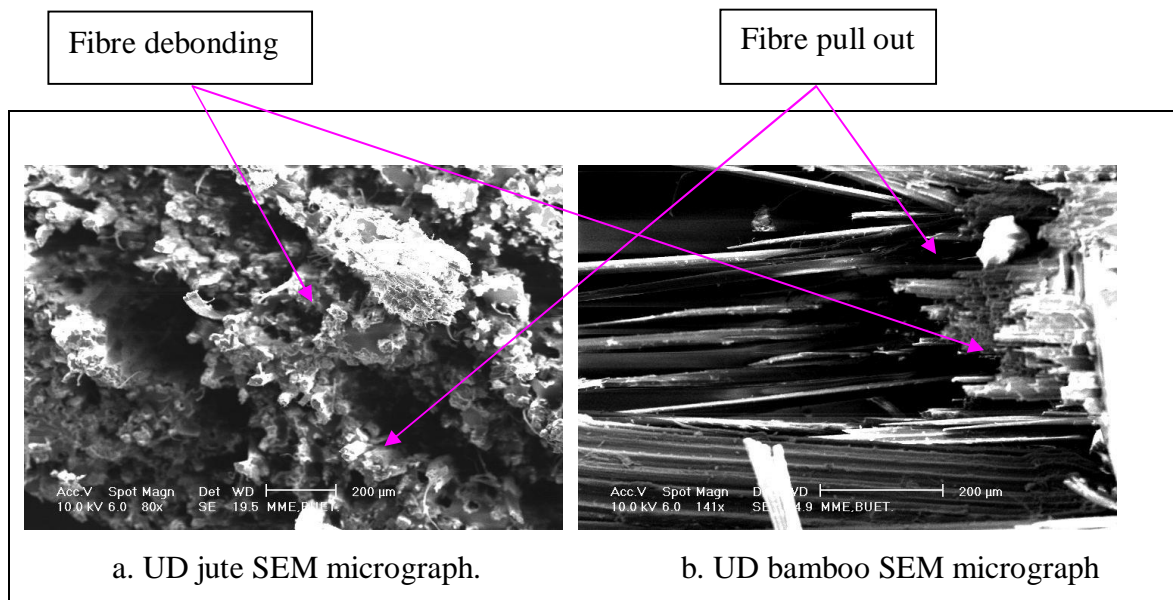 Fibre debonding
Fibre pull out
Acc.V Spot Magn Det WD 200 µm
10.0 kV 6.0 80x SE 19.5 MME,BUET.
Acc.V Spot Magn 200 µm
10.0 kV 6.0 141x MME,BUET.
a. UD jute SEM micrograph.
b. UD bamboo SEM micrograph